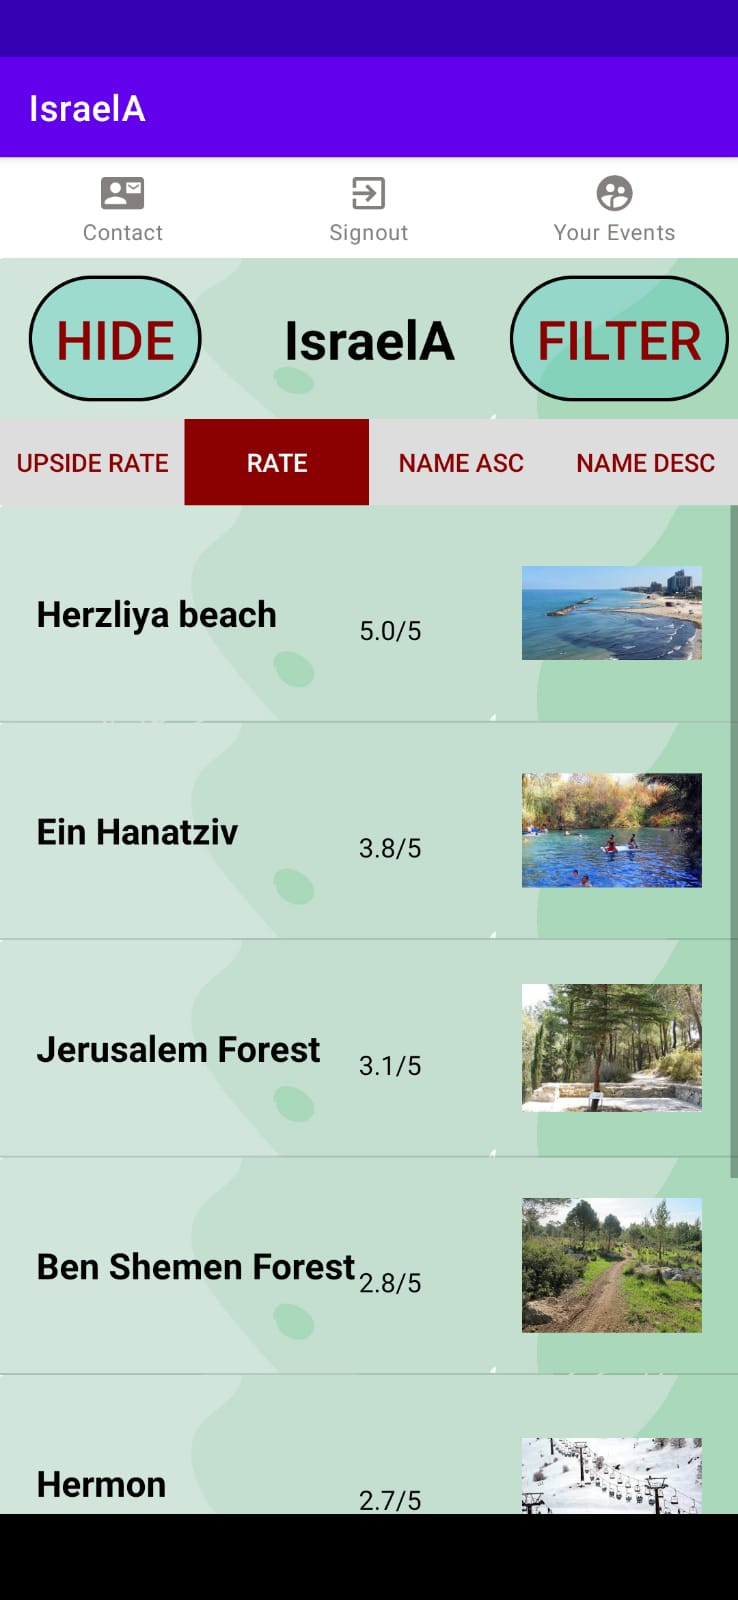 IsraelA
Contact
Signout
Your Events
HIDE
IsraelA
FILTER
UPSIDE RATE
RATE
NAME ASC
NAME DESC
Herzliya beach
5.0/5
Ein Hanatziv
3.8/5
Jerusalem Forest
3.1/5
Ben Shemen Forest
2.8/5
Hermon
2.7/5